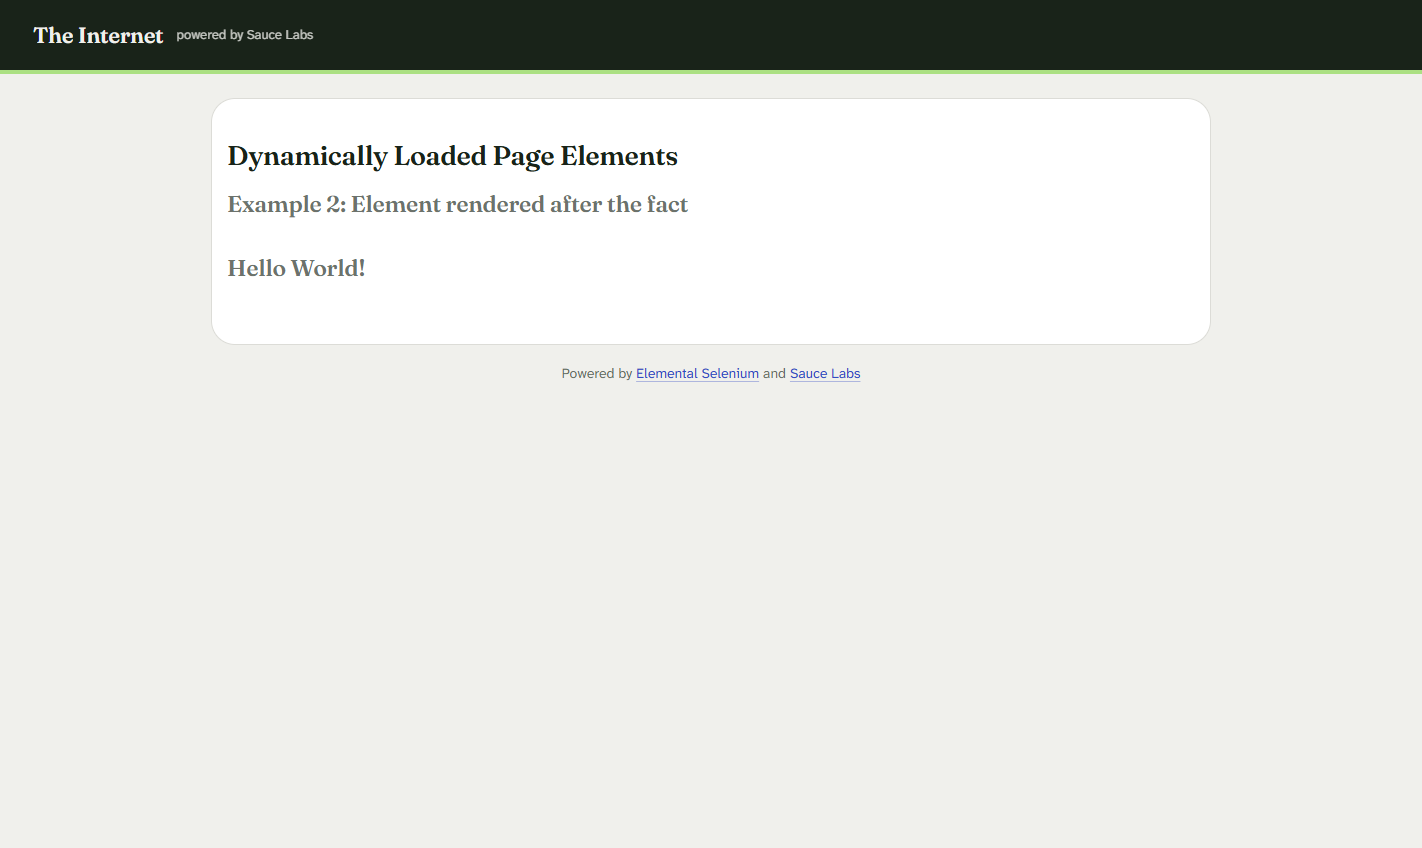 The Internet powered by Sauce Labs
Dynamically Loaded Page Elements
Example 2: Element rendered after the fact
Hello World!
Powered by Elemental Selenium and Sauce Labs